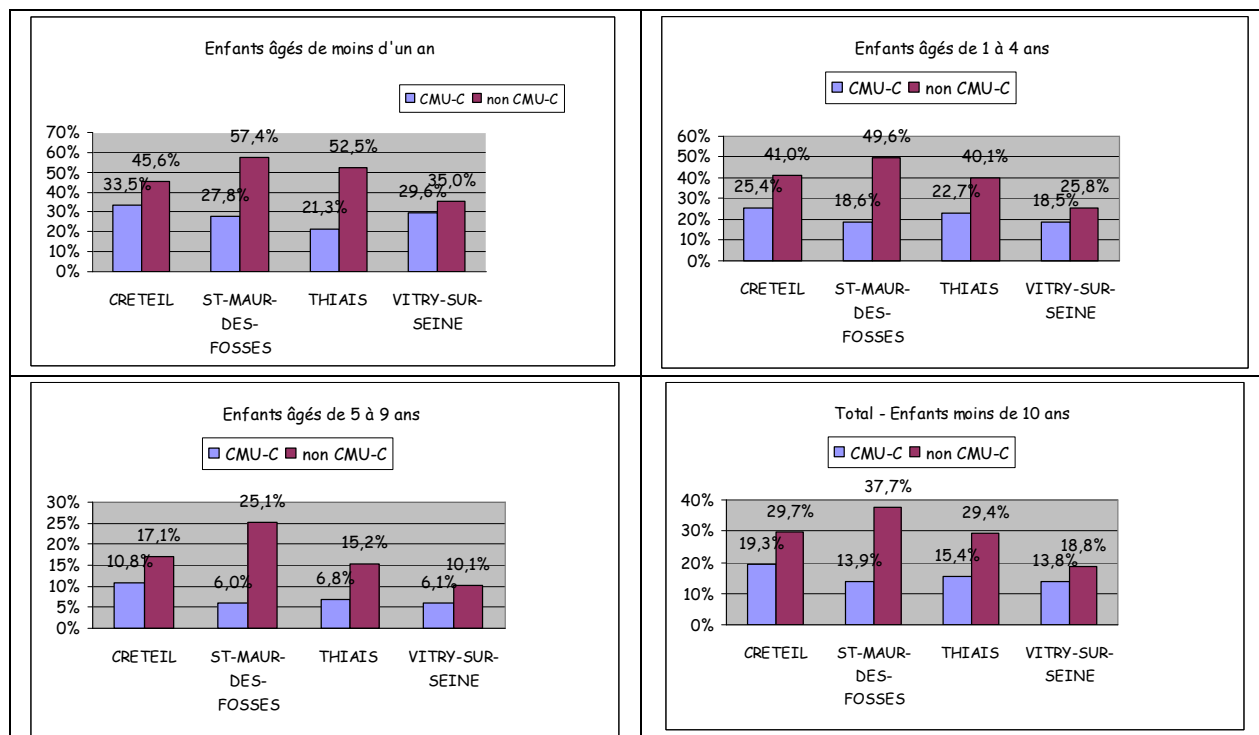 Enfants âgés de moins d'un an
CMU-C non CMU-C
70%
60%
50%
40%
30%
20%
10%
0%
33,5% 45,6% 27,8% 57,4% 21,3% 52,5% 29,6% 35,0%
CRETEIL ST-MAUR- THIAIS VITRY-SUR-
DES- SEINE
FOSSES
Enfants âgés de 1 à 4 ans
CMU-C non CMU-C
60%
50%
40%
30%
20%
10%
0%
25,4% 41,0% 18,6% 49,6% 22,7% 40,1% 18,5% 25,8%
CRETEIL ST-MAUR- THIAIS VITRY-SUR-
DES- SEINE
FOSSES
Enfants âgés de 5 à 9 ans
CMU-C non CMU-C
30%
25%
20%
15%
10%
5%
0%
10,8% 17,1% 6,0% 25,1% 6,8% 15,2% 6,1% 10,1%
CRETEIL ST-MAUR- THIAIS VITRY-SUR-
DES- SEINE
FOSSES
Total - Enfants moins de 10 ans
CMU-C non CMU-C
40%
30%
20%
10%
0%
19,3% 29,7% 13,9% 37,7% 15,4% 29,4% 13,8% 18,8%
CRETEIL ST-MAUR- THIAIS VITRY-SUR-
DES- SEINE
FOSSES